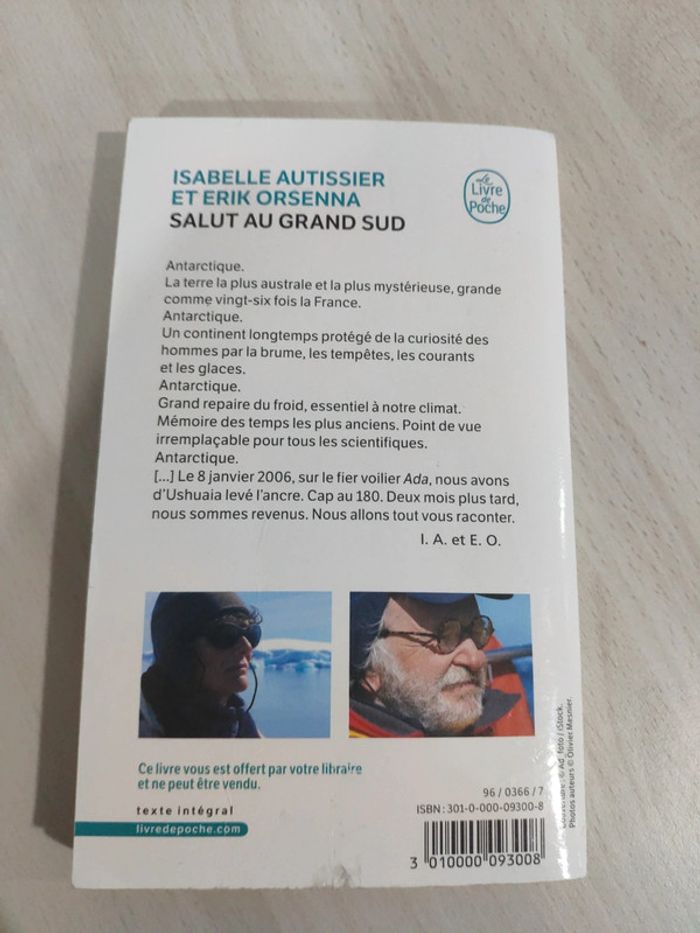 ISABELLE AUTISSIER
ET ERIK ORSENNA
SALUT AU GRAND SUD
Le
Livre
de
Poche
Antarctique.
La terre la plus australe et la plus mystérieuse, grande
comme vingt-six fois la France.
Antarctique.
Un continent longtemps protégé de la curiosité des
hommes par la brume, les tempêtes, les courants
et les glaces.
Antarctique.
Grand repaire du froid, essentiel à notre climat.
Mémoire des temps les plus anciens. Point de vue
irremplaçable pour tous les scientifiques.
Antarctique.
[...] Le 8 janvier 2006, sur le fier voilier Ada, nous avons
d'Ushuaia levé l'ancre. Cap au 180. Deux mois plus tard,
nous sommes revenus. Nous allons tout vous raconter.
I. A. et E. O.
Ce livre vous est offert par votre libraire
et ne peut être vendu.
texte intégral
livredepoche.com
96 / 0366 / 7
ISBN : 301-0-000-09300-8
3 010000 093008
© Ad_foto / iStock.
Photos auteurs © Olivier Mesnier.